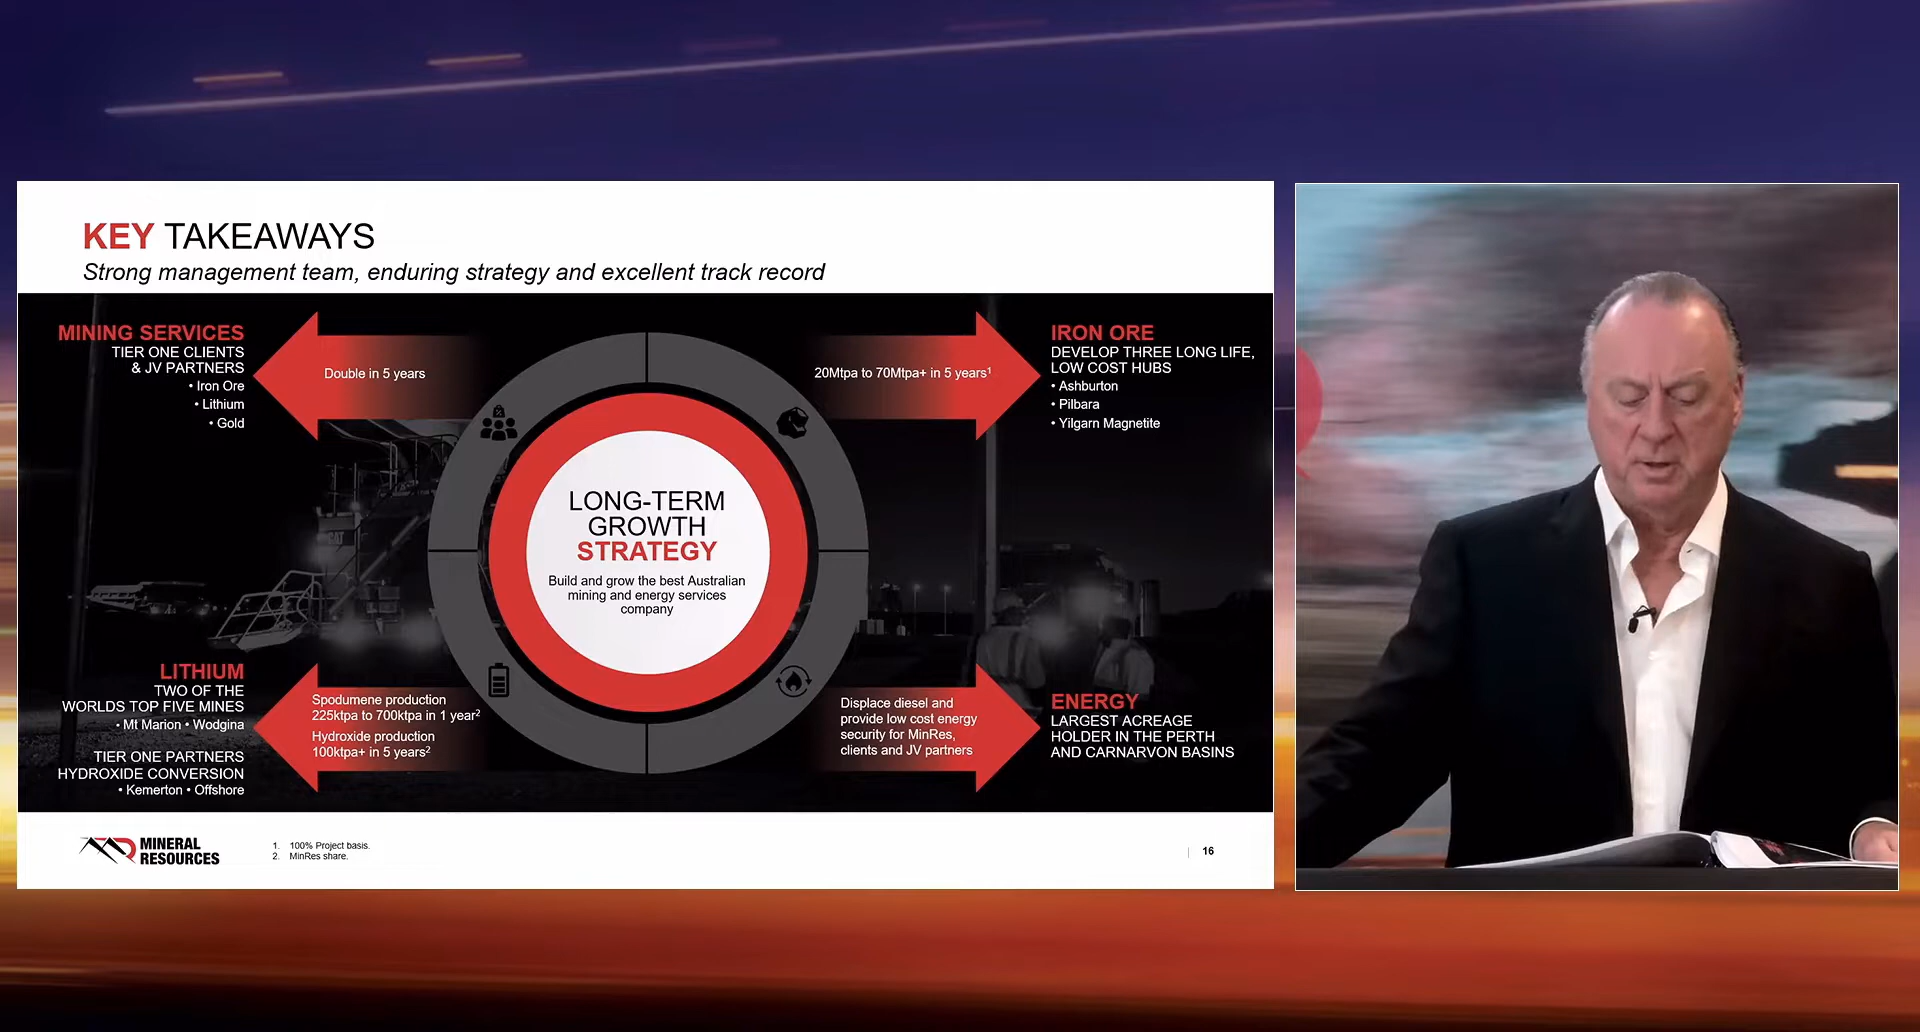 KEY TAKEAWAYS
Strong management team, enduring strategy and excellent track record
MINING SERVICES
TIER ONE CLIENTS
& JV PARTNERS
• Iron Ore
• Lithium
• Gold
Double in 5 years
20Mtpa to 70Mtpa+ in 5 years¹
IRON ORE
DEVELOP THREE LONG LIFE,
LOW COST HUBS
• Ashburton
• Pilbara
• Yilgarn Magnetite
CAT
LONG-TERM
GROWTH
STRATEGY
Build and grow the best Australian
mining and energy services
company
LITHIUM
TWO OF THE
WORLDS TOP FIVE MINES
• Mt Marion • Wodgina
TIER ONE PARTNERS
HYDROXIDE CONVERSION
• Kemerton • Offshore
Spodumene production
225ktpa to 700ktpa in 1 year²
Hydroxide production
100ktpa+ in 5 years²
Displace diesel and
provide low cost energy
security for MinRes,
clients and JV partners
ENERGY
LARGEST ACREAGE
HOLDER IN THE PERTH
AND CARNARVON BASINS
MINERAL
RESOURCES
1. 100% Project basis.
2. MinRes share.
16